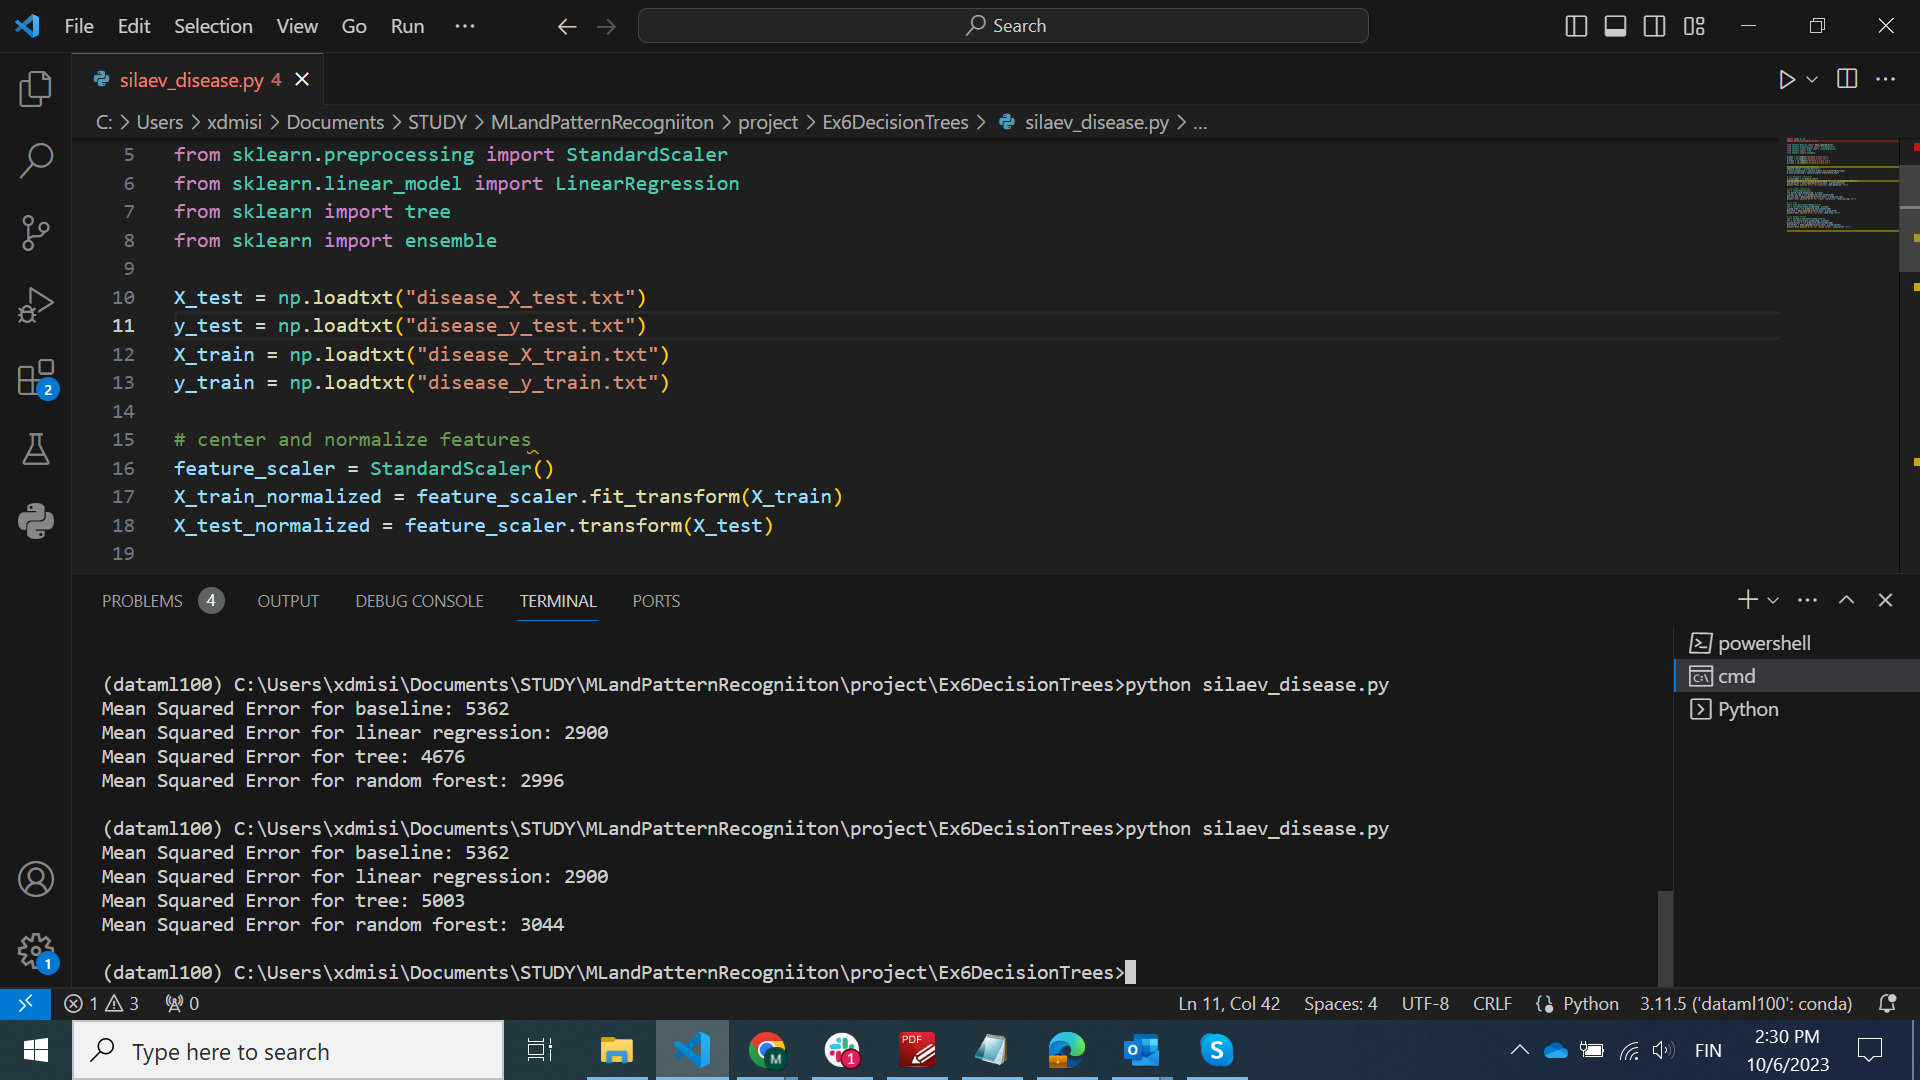 File Edit Selection View Go Run ··· Search
silaev_disease.py 4
C: > Users > xdmisi > Documents > STUDY > MLandPatternRecogniiton > project > Ex6DecisionTrees > silaev_disease.py > ...
5 from sklearn.preprocessing import StandardScaler
6 from sklearn.linear_model import LinearRegression
7 from sklearn import tree
8 from sklearn import ensemble
9
10 X_test = np.loadtxt("disease_X_test.txt")
11 y_test = np.loadtxt("disease_y_test.txt")
12 X_train = np.loadtxt("disease_X_train.txt")
13 y_train = np.loadtxt("disease_y_train.txt")
14
15 # center and normalize features
16 feature_scaler = StandardScaler()
17 X_train_normalized = feature_scaler.fit_transform(X_train)
18 X_test_normalized = feature_scaler.transform(X_test)
19
2
PROBLEMS 4 OUTPUT DEBUG CONSOLE TERMINAL PORTS
powershell
cmd
Python
(dataml100) C:\Users\xdmisi\Documents\STUDY\MLandPatternRecogniiton\project\Ex6DecisionTrees>python silaev_disease.py
Mean Squared Error for baseline: 5362
Mean Squared Error for linear regression: 2900
Mean Squared Error for tree: 4676
Mean Squared Error for random forest: 2996
(dataml100) C:\Users\xdmisi\Documents\STUDY\MLandPatternRecogniiton\project\Ex6DecisionTrees>python silaev_disease.py
Mean Squared Error for baseline: 5362
Mean Squared Error for linear regression: 2900
Mean Squared Error for tree: 5003
Mean Squared Error for random forest: 3044
(dataml100) C:\Users\xdmisi\Documents\STUDY\MLandPatternRecogniiton\project\Ex6DecisionTrees>
1
1 3 0 Ln 11, Col 42 Spaces: 4 UTF-8 CRLF Python 3.11.5 ('dataml100': conda)
Type here to search M 1 PDF FIN 2:30 PM
10/6/2023